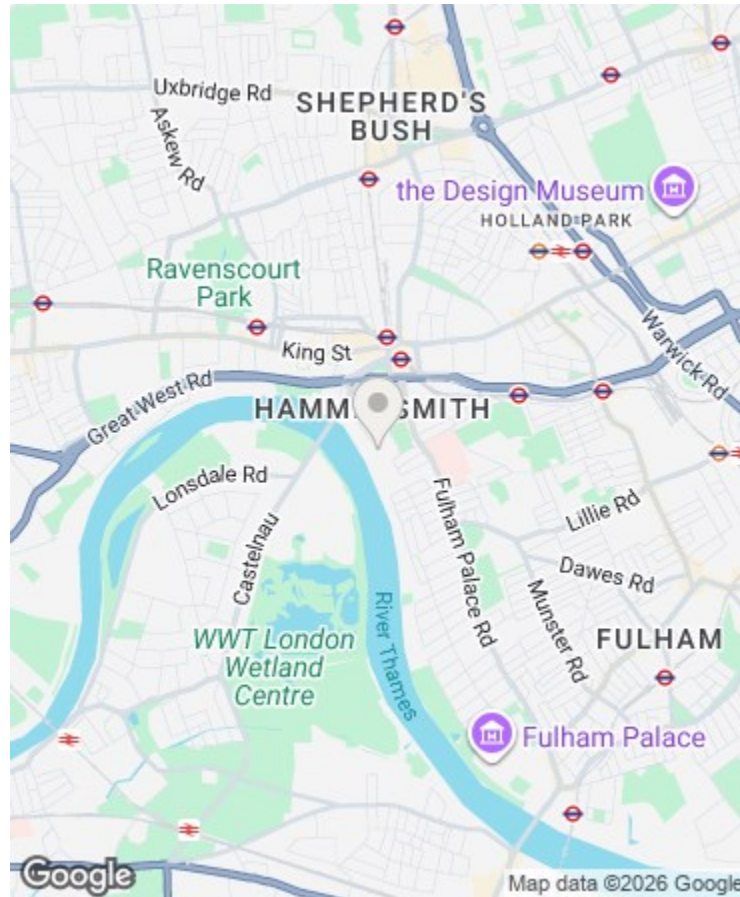 Uxbridge Rd
SHEPHERD'S
BUSH
Askew Rd
the Design Museum
HOLLAND PARK
Ravenscourt
Park
King St
Warwick Rd
Great West Rd
HAMMERSMITH
Lonsdale Rd
Castelnau
Fulham Palace Rd
Lillie Rd
Dawes Rd
Munster Rd
River Thames
WWT London
Wetland
Centre
FULHAM
Fulham Palace
Google
Map data ©2026 Google